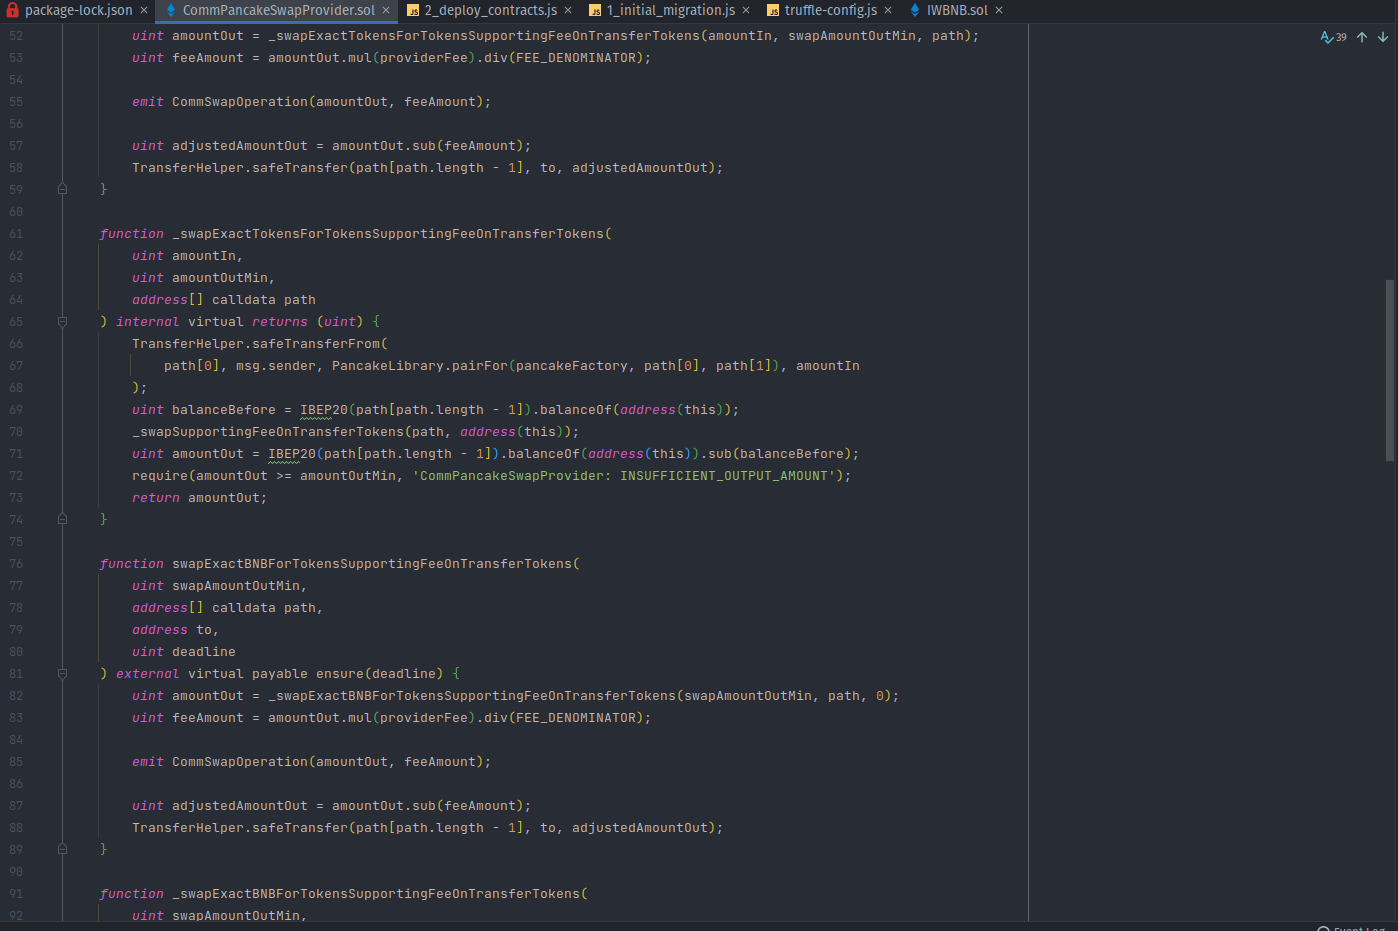 package-lock.json × CommPancakeSwapProvider.sol × 2_deploy_contracts.js × 1_initial_migration.js × truffle-config.js × IWBNB.sol ×
39
52 uint amountOut = _swapExactTokensForTokensSupportingFeeOnTransferTokens(amountIn, swapAmountOutMin, path);
53 uint feeAmount = amountOut.mul(providerFee).div(FEE_DENOMINATOR);
54
55 emit CommSwapOperation(amountOut, feeAmount);
56
57 uint adjustedAmountOut = amountOut.sub(feeAmount);
58 TransferHelper.safeTransfer(path[path.length - 1], to, adjustedAmountOut);
59 }
60
61 function _swapExactTokensForTokensSupportingFeeOnTransferTokens(
62 uint amountIn,
63 uint amountOutMin,
64 address[] calldata path
65 ) internal virtual returns (uint) {
66 TransferHelper.safeTransferFrom(
67 path[0], msg.sender, PancakeLibrary.pairFor(pancakeFactory, path[0], path[1]), amountIn
68 );
69 uint balanceBefore = IBEP20(path[path.length - 1]).balanceOf(address(this));
70 _swapSupportingFeeOnTransferTokens(path, address(this));
71 uint amountOut = IBEP20(path[path.length - 1]).balanceOf(address(this)).sub(balanceBefore);
72 require(amountOut >= amountOutMin, 'CommPancakeSwapProvider: INSUFFICIENT_OUTPUT_AMOUNT');
73 return amountOut;
74 }
75
76 function swapExactBNBForTokensSupportingFeeOnTransferTokens(
77 uint swapAmountOutMin,
78 address[] calldata path,
79 address to,
80 uint deadline
81 ) external virtual payable ensure(deadline) {
82 uint amountOut = _swapExactBNBForTokensSupportingFeeOnTransferTokens(swapAmountOutMin, path, 0);
83 uint feeAmount = amountOut.mul(providerFee).div(FEE_DENOMINATOR);
84
85 emit CommSwapOperation(amountOut, feeAmount);
86
87 uint adjustedAmountOut = amountOut.sub(feeAmount);
88 TransferHelper.safeTransfer(path[path.length - 1], to, adjustedAmountOut);
89 }
90
91 function _swapExactBNBForTokensSupportingFeeOnTransferTokens(
92 uint swapAmountOutMin,
Event Log